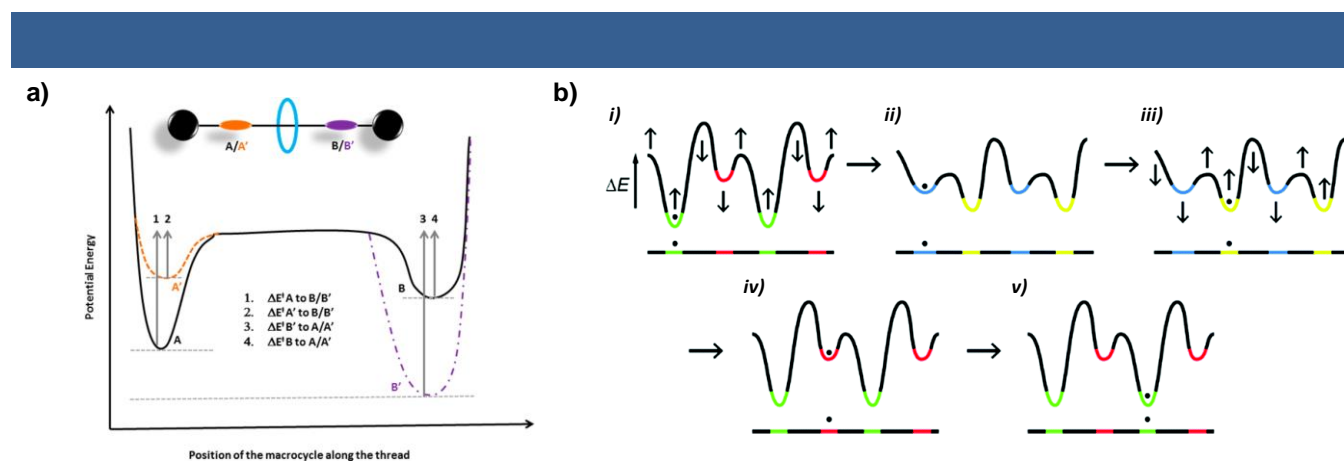 a)
A/A'
B/B'
1 2
3 4
A'
A
B
B'
1. ΔE‡A to B/B'
2. ΔE‡A' to B/B'
3. ΔE‡B' to A/A'
4. ΔE‡B to A/A'
Potential Energy
Position of the macrocycle along the thread
b)
i)
ii)
iii)
ΔE
iv)
v)